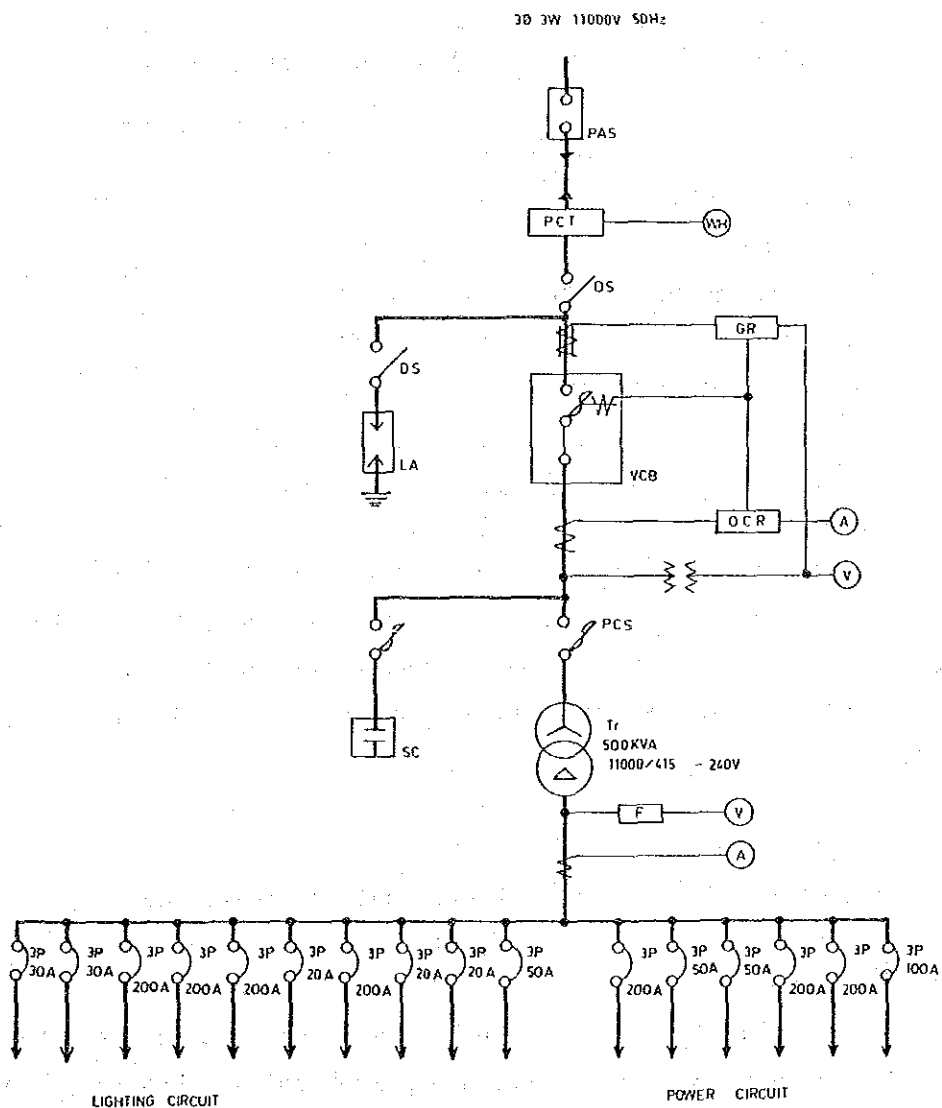 3Ø 3W 11000V 50Hz
PAS
PCT
WH
DS
GR
DS
LA
VCB
OCR
A
V
PCS
SC
Tr
500KVA
11000/415 - 240V
F
V
A
3P
30A
3P
30A
3P
200A
3P
200A
3P
200A
3P
20A
3P
200A
3P
20A
3P
20A
3P
50A
3P
200A
3P
50A
3P
50A
3P
200A
3P
200A
3P
100A
LIGHTING CIRCUIT
POWER CIRCUIT